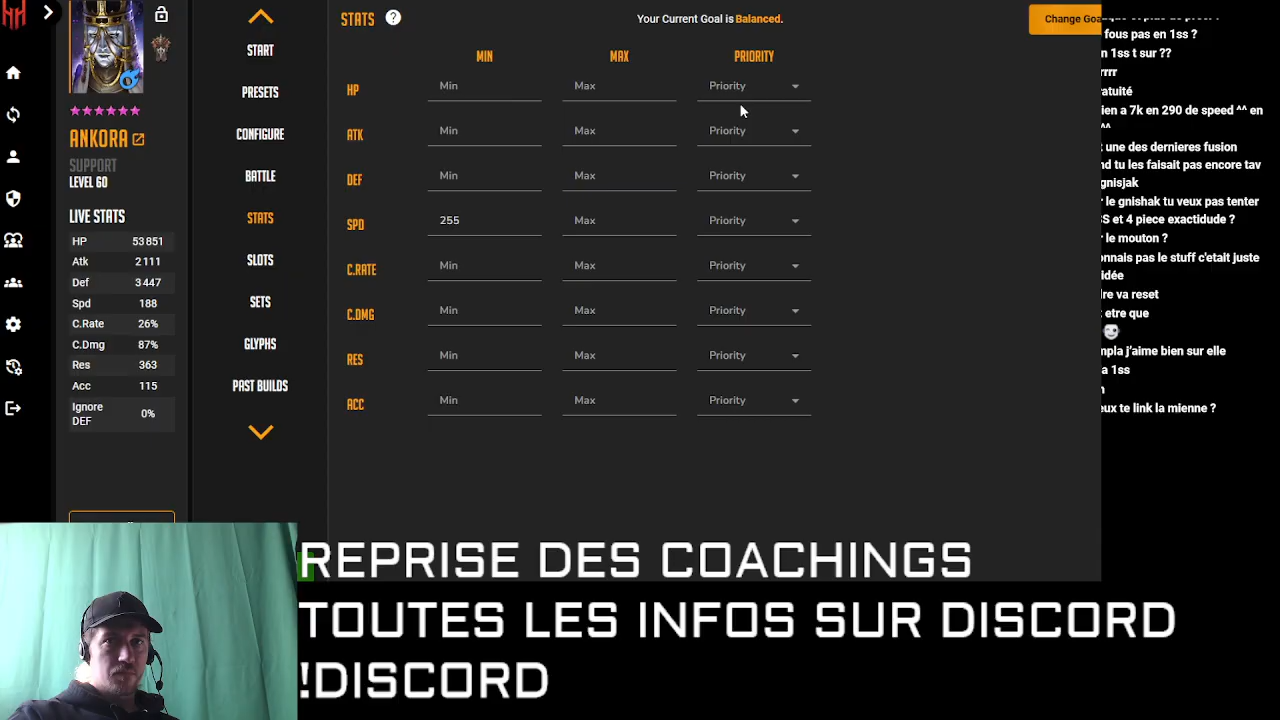 ANKORA
SUPPORT
LEVEL 60
LIVE STATS
HP 53 851
Atk 2 111
Def 3 447
Spd 188
C.Rate 26%
C.Dmg 87%
Res 363
Acc 115
Ignore DEF 0%
START
PRESETS
CONFIGURE
BATTLE
STATS
SLOTS
SETS
GLYPHS
PAST BUILDS
STATS ?
Your Current Goal is Balanced.
Change Goa
MIN MAX PRIORITY
HP Min Max Priority
ATK Min Max Priority
DEF Min Max Priority
SPD 255 Max Priority
C.RATE Min Max Priority
C.DMG Min Max Priority
RES Min Max Priority
ACC Min Max Priority
fous pas en 1ss ?
n 1ss t sur ??
rrrr
ratuité
ien a 7k en 290 de speed ^^ en
^^
t une des dernieres fusion
nd tu les faisait pas encore tav
gnisjak
r le gnishak tu veux pas tenter
SS et 4 piece exactidude ?
r le mouton ?
onnais pas le stuff c'etait juste
idée
dre va reset
t etre que
mpla j'aime bien sur elle
a 1ss
n
eux te link la mienne ?
REPRISE DES COACHINGS
TOUTES LES INFOS SUR DISCORD
!DISCORD